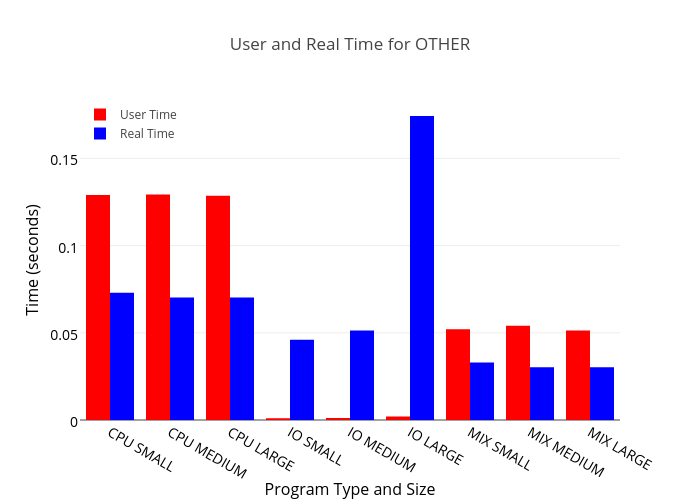 User and Real Time for OTHER
User Time
Real Time
0.15
0.1
0.05
0
Time (seconds)
CPU SMALL
CPU MEDIUM
CPU LARGE
IO SMALL
IO MEDIUM
IO LARGE
MIX SMALL
MIX MEDIUM
MIX LARGE
Program Type and Size